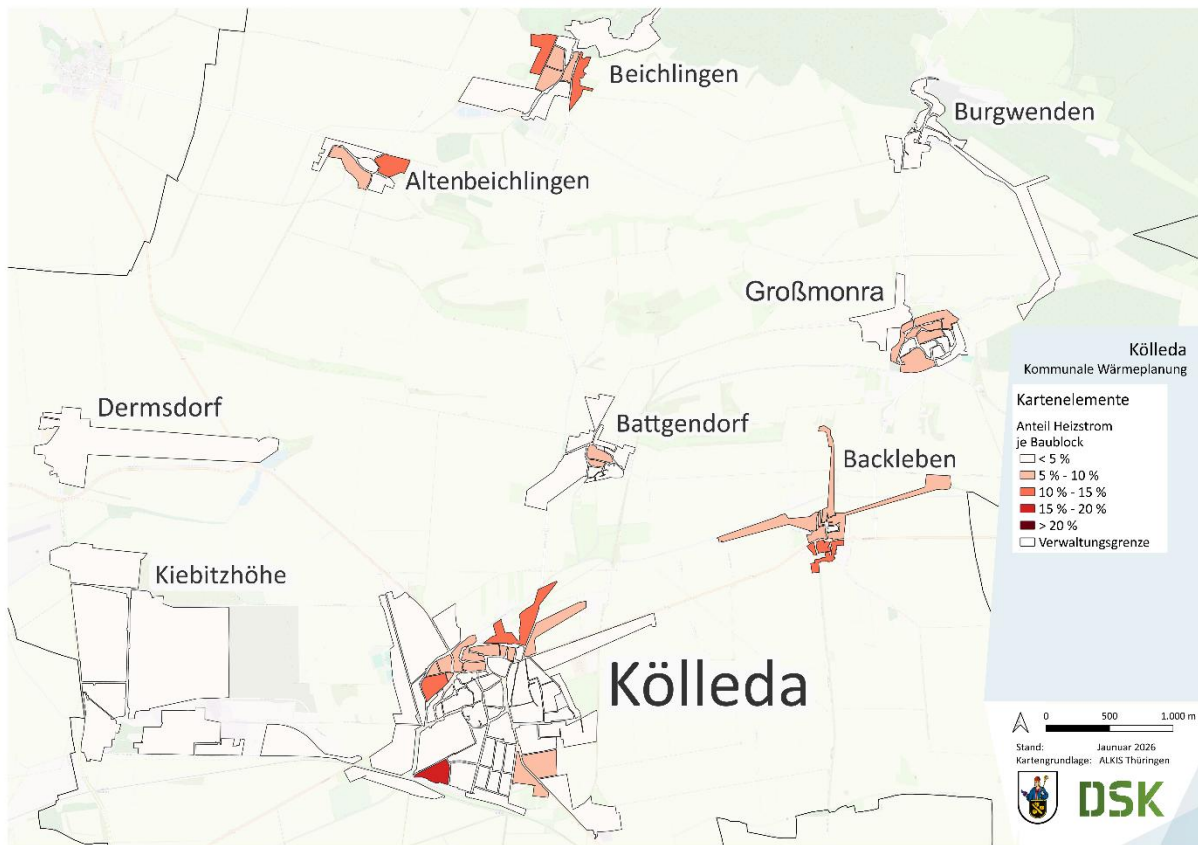 Beichlingen
Burgwenden
Altenbeichlingen
Großmonra
Kölleda
Kommunale Wärmeplanung
Kartenelemente
Anteil Heizstrom
je Baublock
< 5 %
5 % - 10 %
10 % - 15 %
15 % - 20 %
> 20 %
Verwaltungsgrenze
Dermsdorf
Battgendorf
Backleben
Kiebitzhöhe
Kölleda
0 500 1.000 m
Stand: Jaunuar 2026
Kartengrundlage: ALKIS Thüringen
DSK